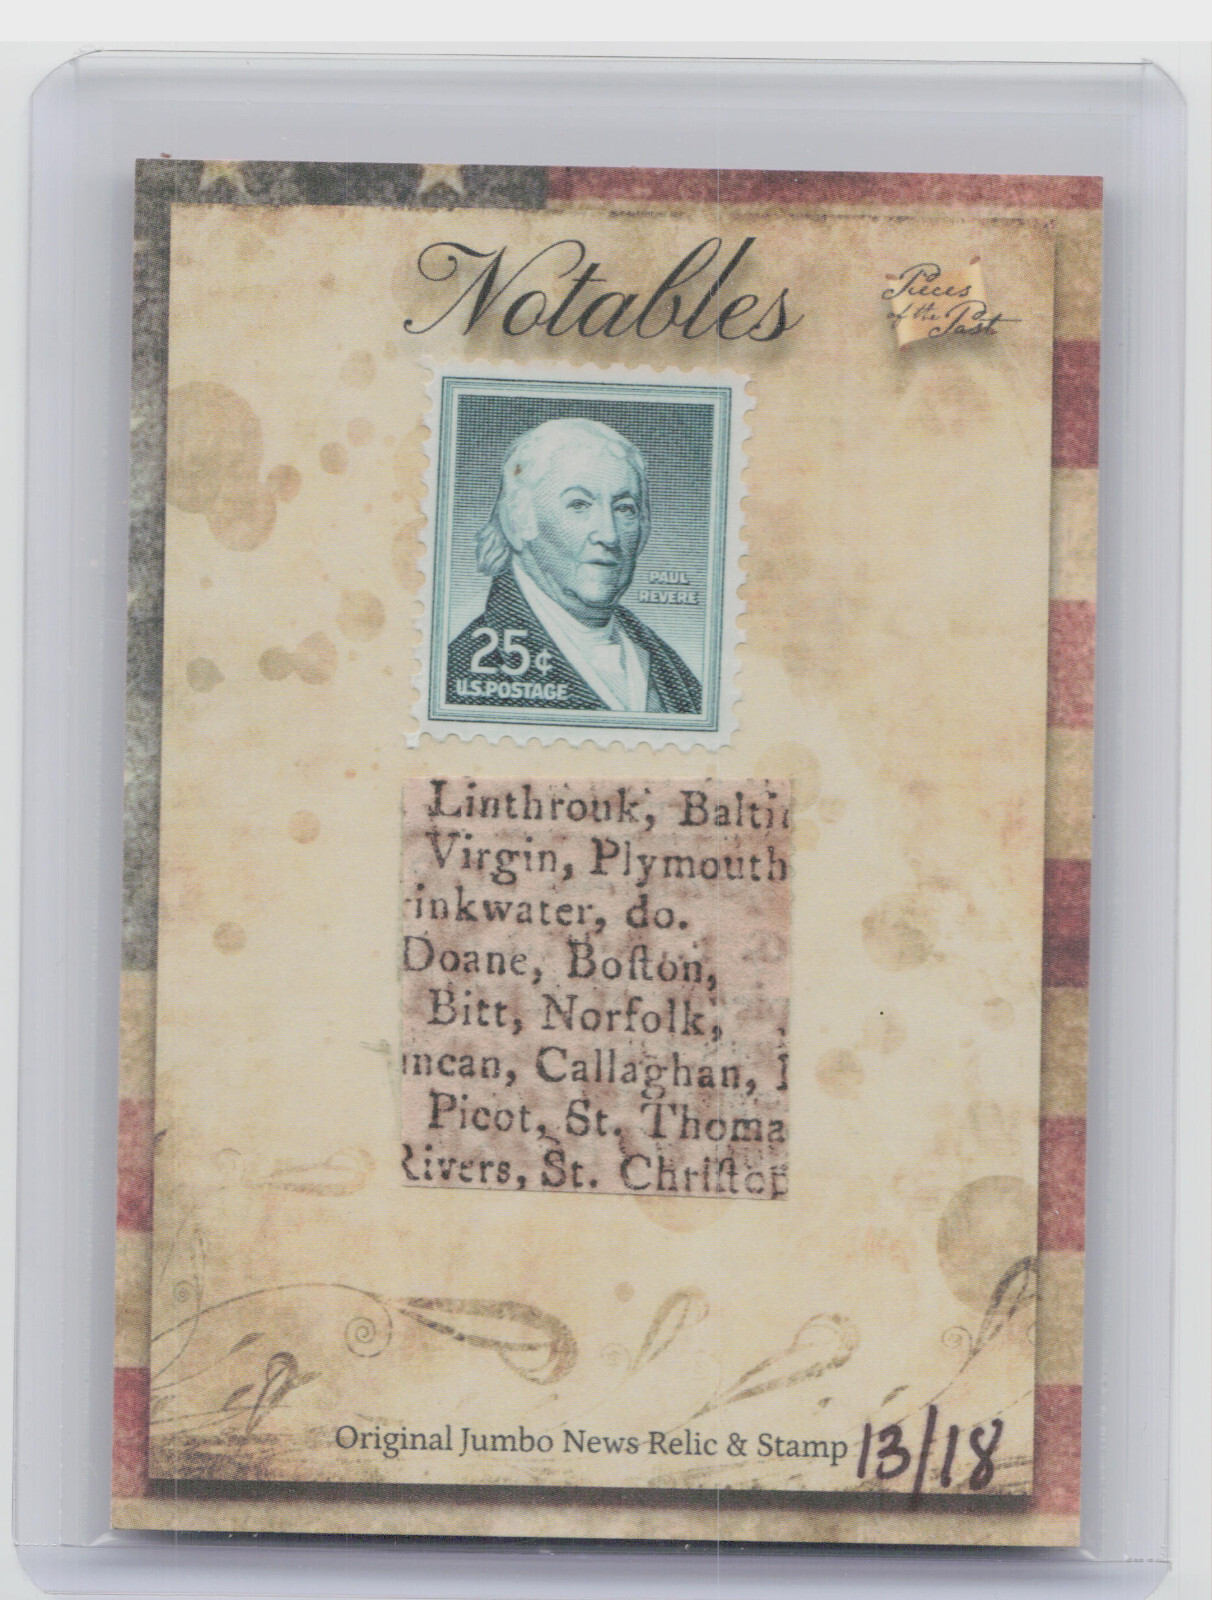 Notables
Pieces
of the Past
PAUL
REVERE
25¢
U.S. POSTAGE
Linthrouk, Balti
Virgin, Plymouth
inkwater, do.
Doane, Boſton,
Bitt, Norfolk,
ncan, Callaghan,
Picot, St. Thoma
Rivers, St. Chriſtop
Original Jumbo News Relic & Stamp 13/18